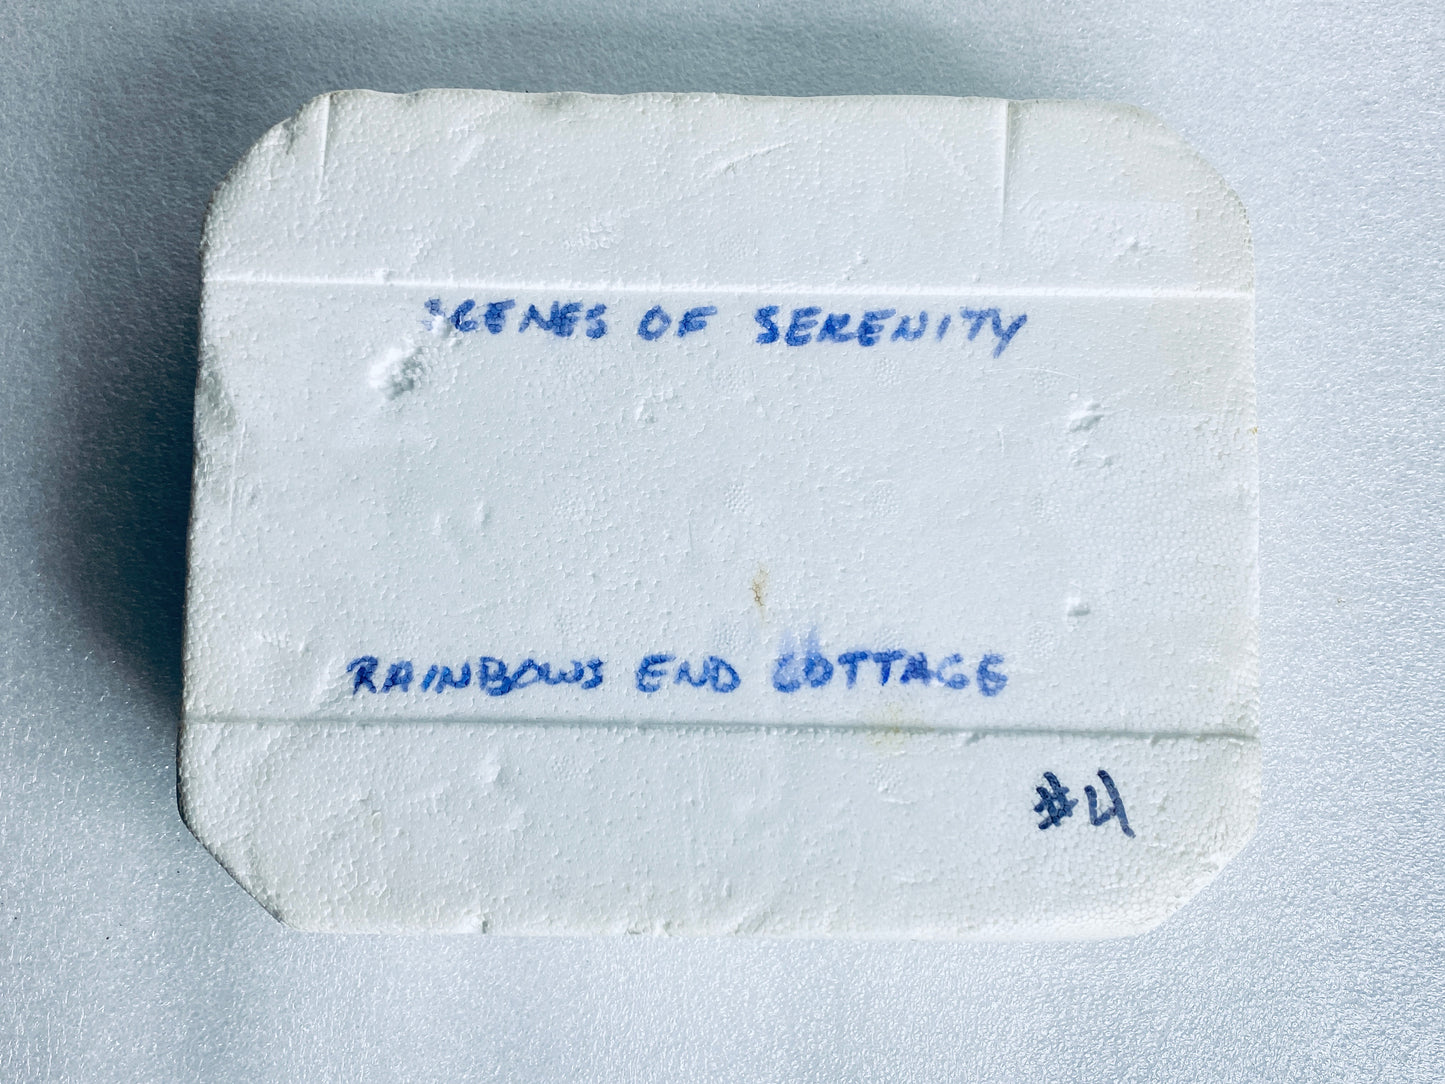 SCENES OF SERENITY
RAINBOWS END COTTAGE
#4